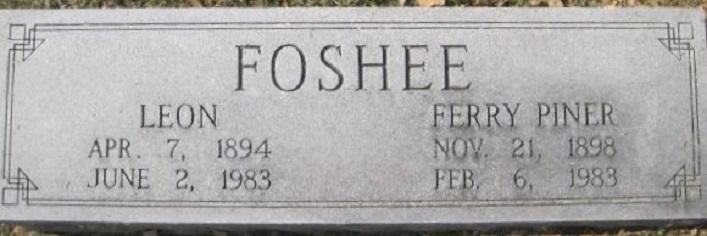 FOSHEE
LEON
APR. 7, 1894
JUNE 2, 1983
FERRY PINER
NOV. 21, 1898
FEB. 6, 1983